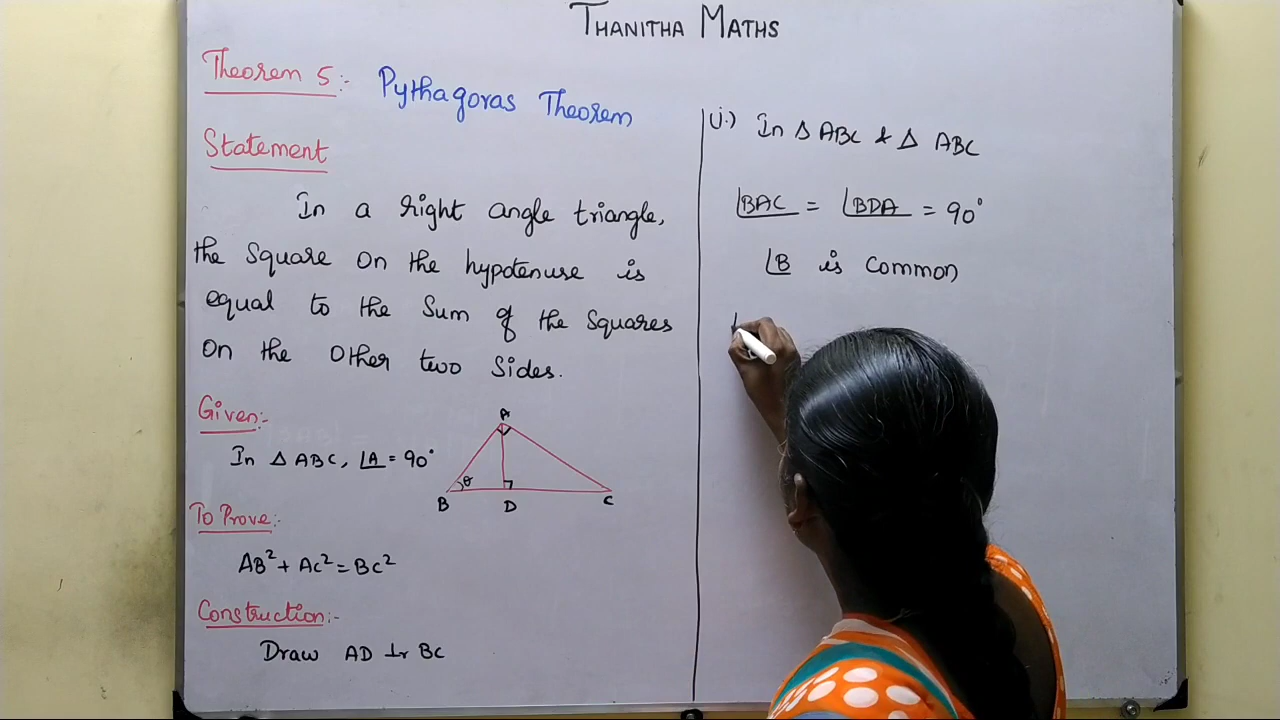 THANITHA MATHS
Theorem 5:-
Pythagoras Theorem
Statement
In a right angle triangle,
the Square on the hypotenuse is
equal to the Sum of the Squares
on the other two Sides.
Given:-
In Δ ABC, ∠A = 90°
A
θ
B
D
C
To Prove:-
AB² + AC² = BC²
Construction:-
Draw AD ⊥r BC
(i.) In Δ ABC & Δ ABC
∠BAC = ∠BDA = 90°
∠B is Common